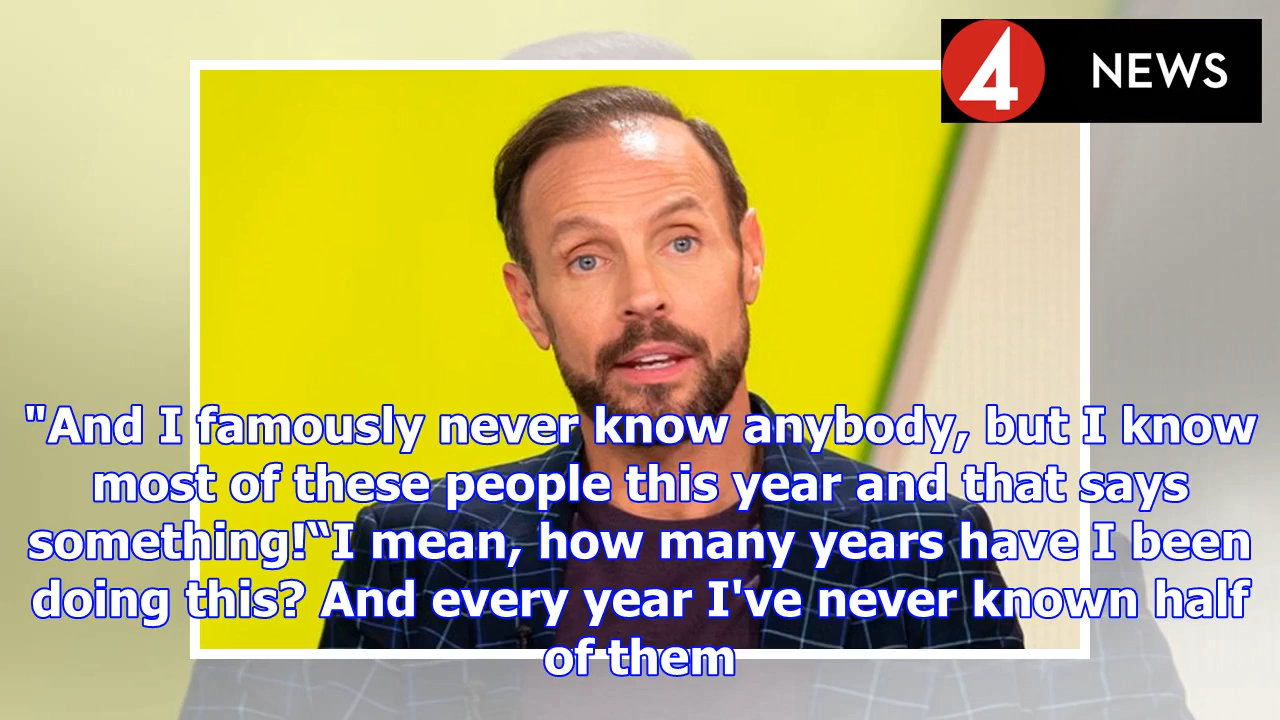 4 NEWS
"And I famously never know anybody, but I know
most of these people this year and that says
something!“I mean, how many years have I been
doing this? And every year I've never known half
of them